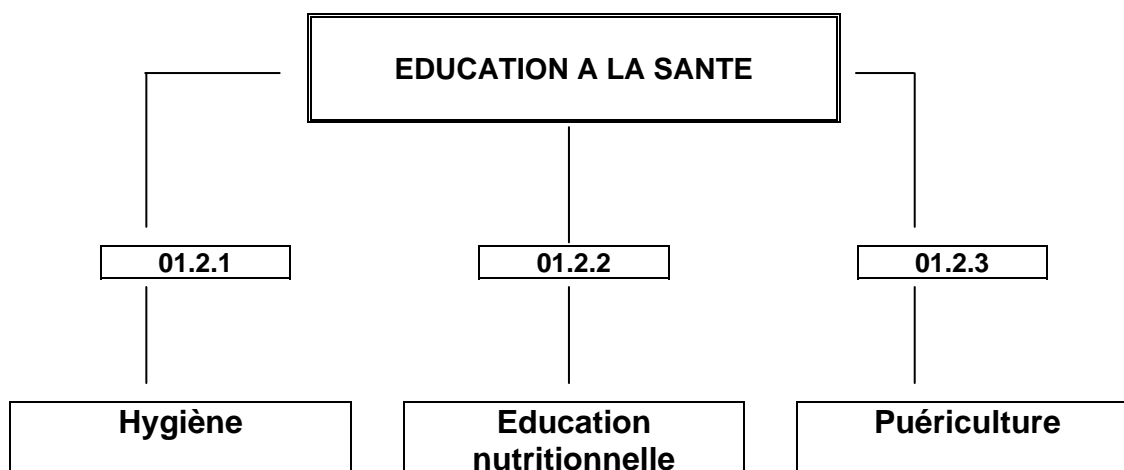 EDUCATION A LA SANTE
01.2.1
01.2.2
01.2.3
Hygiène
Education
nutritionnelle
Puériculture